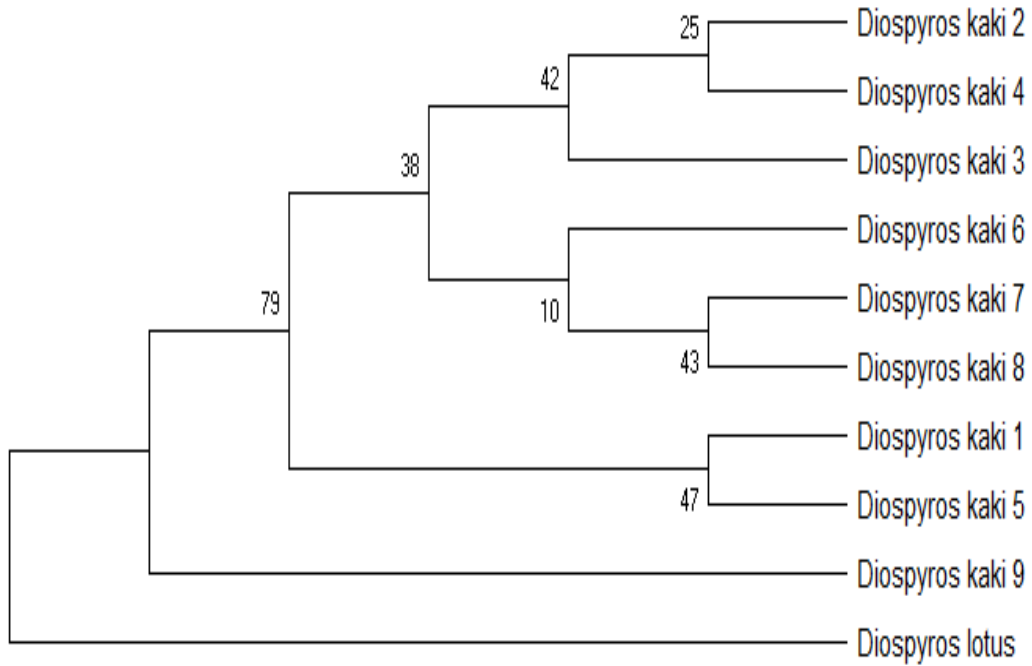 25
Diospyros kaki 2
42
Diospyros kaki 4
38
Diospyros kaki 3
Diospyros kaki 6
79
10
Diospyros kaki 7
43
Diospyros kaki 8
Diospyros kaki 1
47
Diospyros kaki 5
Diospyros kaki 9
Diospyros lotus